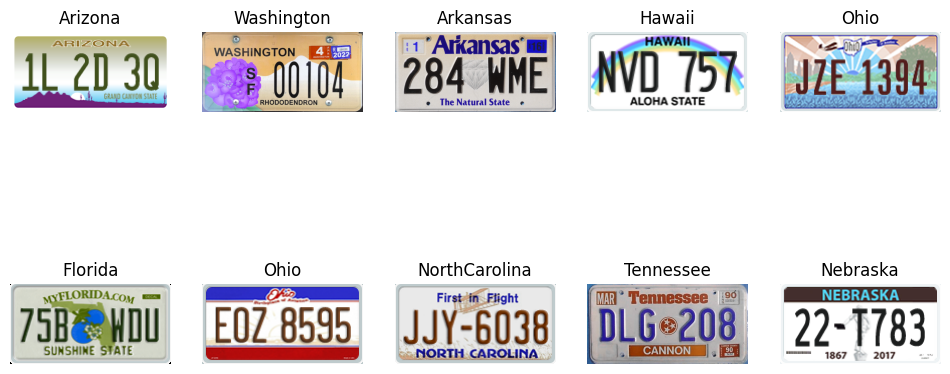 Arizona Washington Arkansas Hawaii Ohio
ARIZONA
1L 2D 3Q
GRAND CANYON STATE
WASHINGTON 4 2022
SF 00104
RHODODENDRON
1 Arkansas
284 WME
The Natural State
HAWAII
NVD 757
ALOHA STATE
Ohio
JZE 1394
Florida Ohio NorthCarolina Tennessee Nebraska
MYFLORIDA.COM
75B WDU
SUNSHINE STATE
Ohio
EOZ 8595
First in Flight
JJY-6038
NORTH CAROLINA
MAR Tennessee 90
DLG 208
CANNON 90
NEBRASKA
22-T783
1867 2017